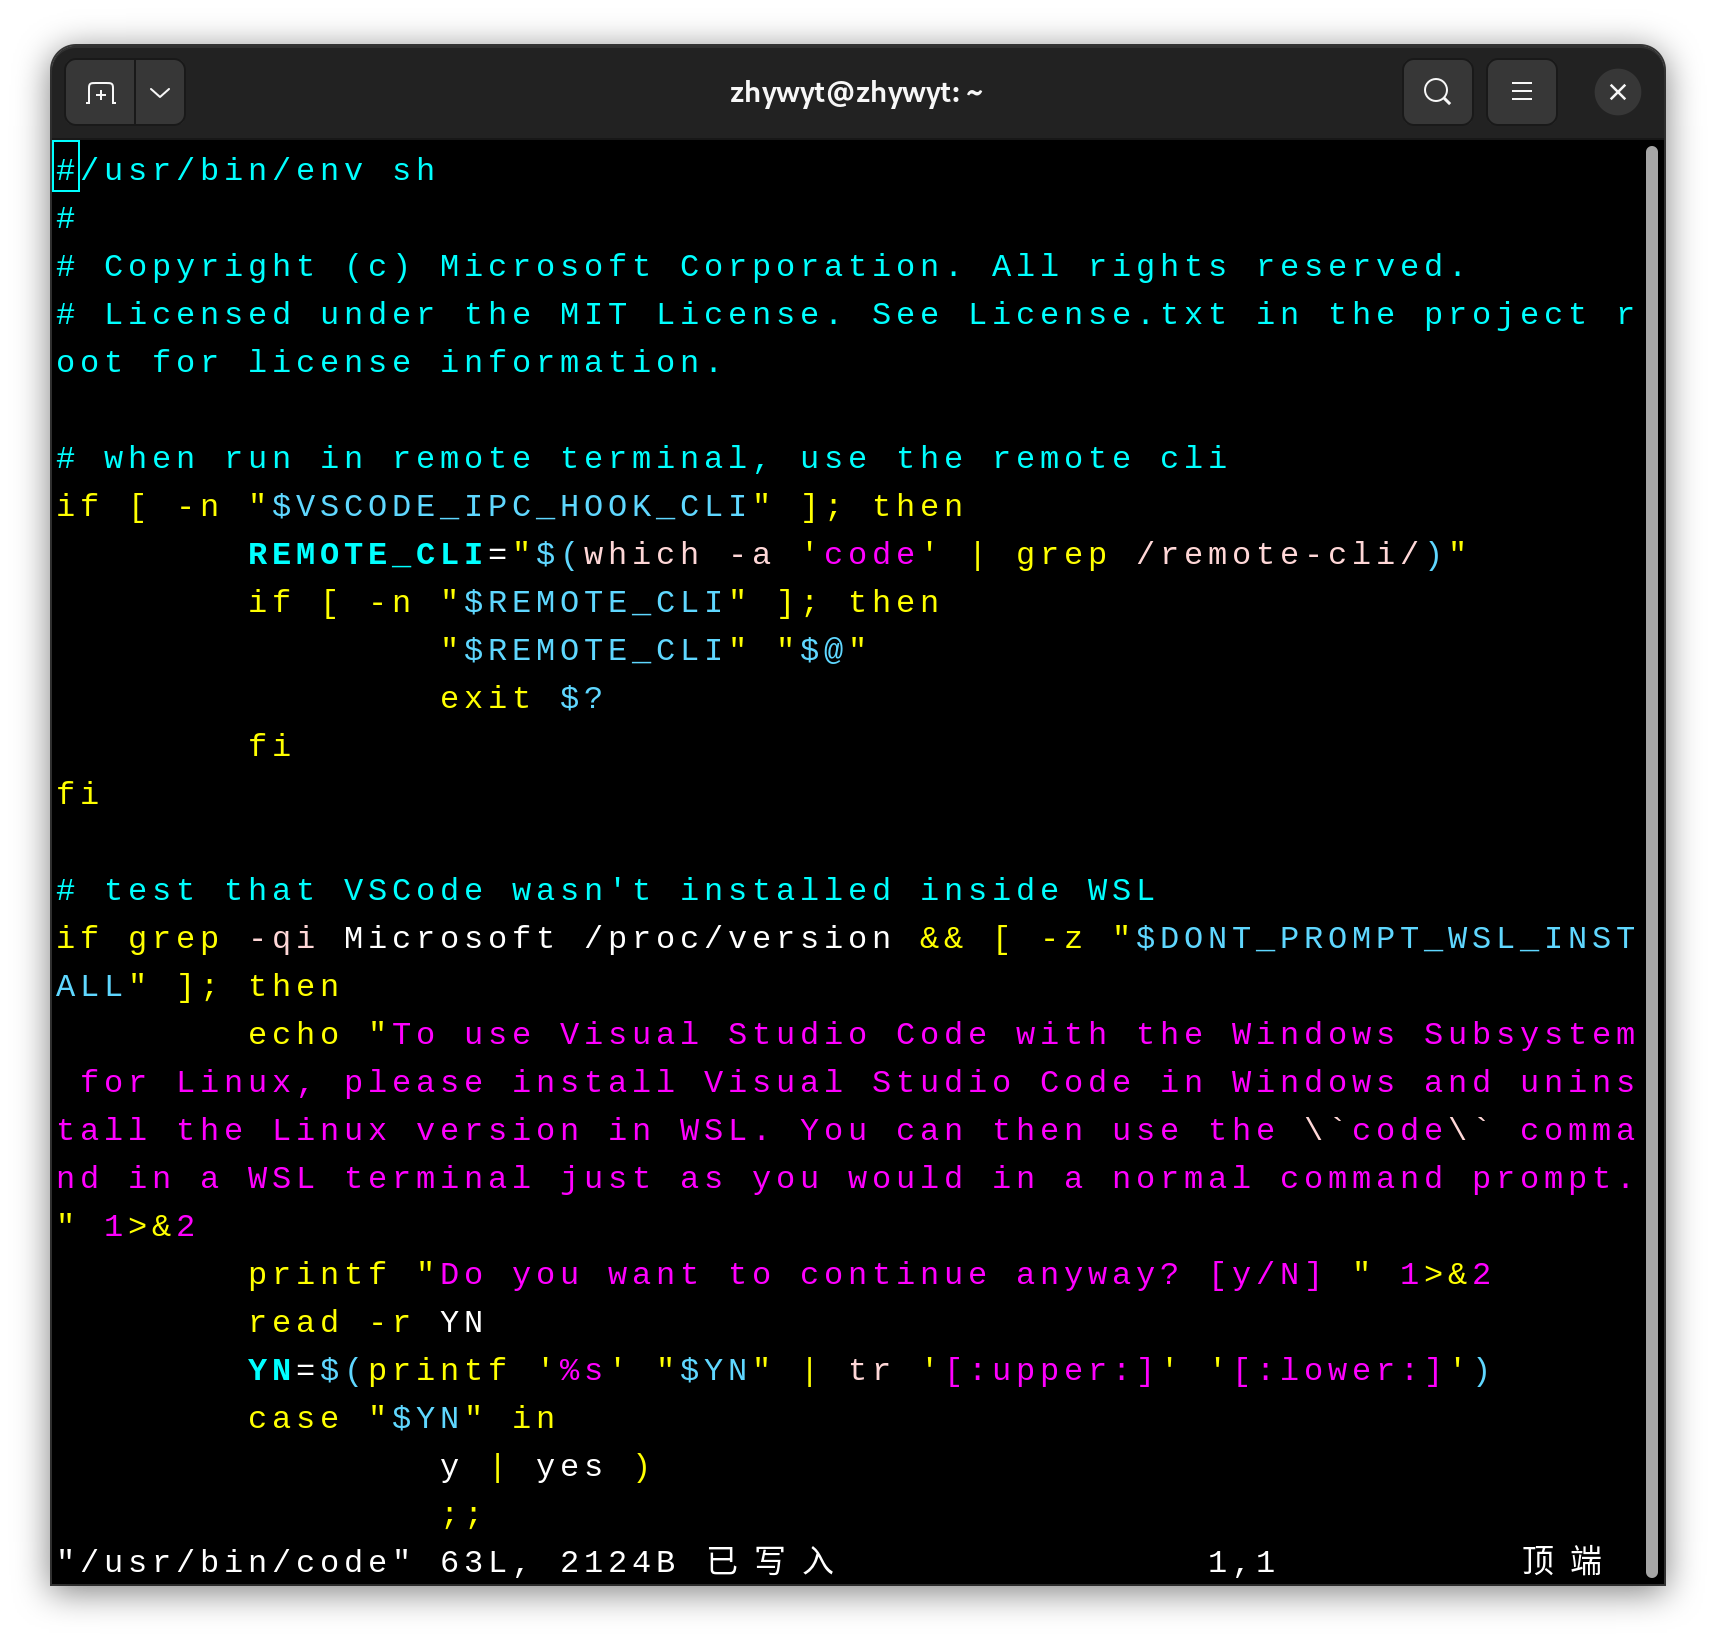 zhywyt@zhywyt: ~
#/usr/bin/env sh
#
# Copyright (c) Microsoft Corporation. All rights reserved.
# Licensed under the MIT License. See License.txt in the project r
oot for license information.
# when run in remote terminal, use the remote cli
if [ -n "$VSCODE_IPC_HOOK_CLI" ]; then
        REMOTE_CLI="$(which -a 'code' | grep /remote-cli/)"
        if [ -n "$REMOTE_CLI" ]; then
                "$REMOTE_CLI" "$@"
                exit $?
        fi
fi
# test that VSCode wasn't installed inside WSL
if grep -qi Microsoft /proc/version && [ -z "$DONT_PROMPT_WSL_INST
ALL" ]; then
        echo "To use Visual Studio Code with the Windows Subsystem
 for Linux, please install Visual Studio Code in Windows and unins
tall the Linux version in WSL. You can then use the \`code\` comma
nd in a WSL terminal just as you would in a normal command prompt.
" 1>&2
        printf "Do you want to continue anyway? [y/N] " 1>&2
        read -r YN
        YN=$(printf '%s' "$YN" | tr '[:upper:]' '[:lower:]')
        case "$YN" in
                y | yes )
                ;;
"/usr/bin/code" 63L, 2124B 已写入 1,1 顶端